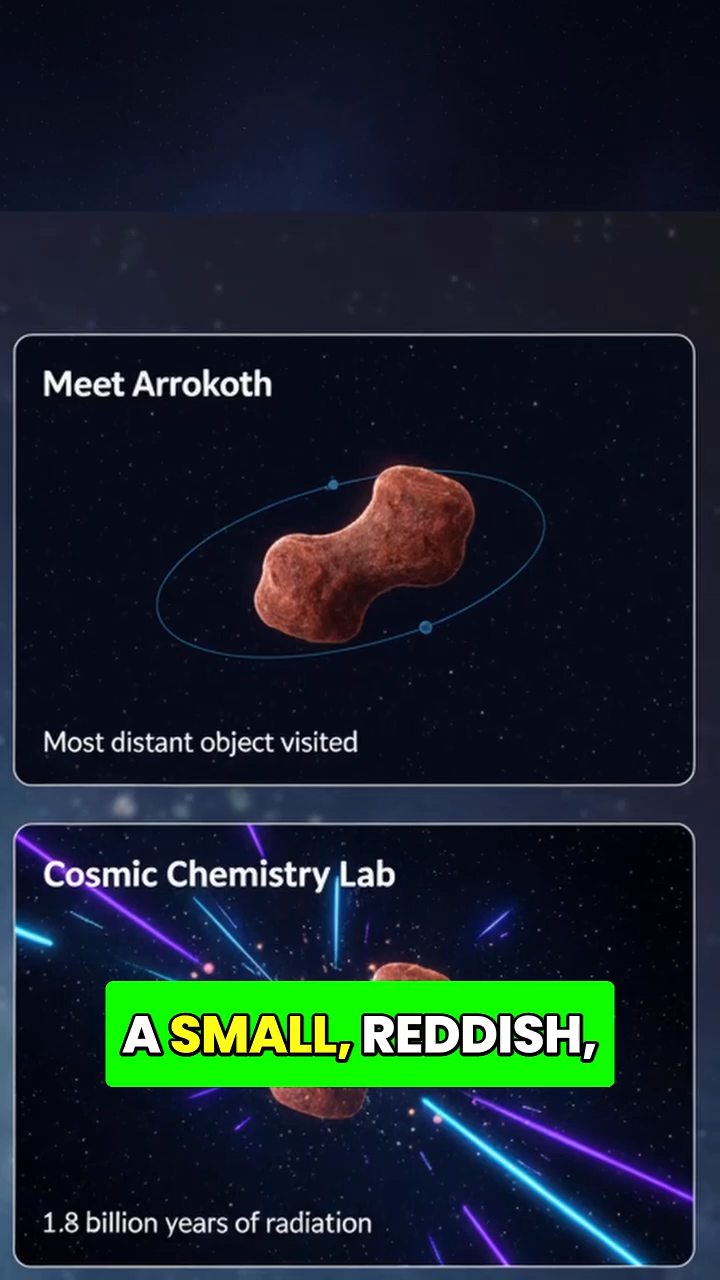 Meet Arrokoth
Most distant object visited
Cosmic Chemistry Lab
A SMALL, REDDISH,
1.8 billion years of radiation